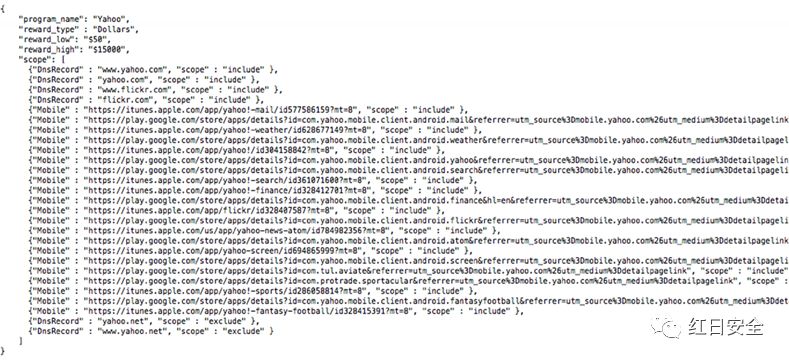 {
"program_name": "Yahoo",
"reward_type" : "Dollars",
"reward_low": "$50",
"reward_high": "$15000",
"scope": [
{"DnsRecord" : "www.yahoo.com", "scope" : "include" },
{"DnsRecord" : "yahoo.com", "scope" : "include" },
{"DnsRecord" : "www.flickr.com", "scope" : "include" },
{"DnsRecord" : "flickr.com", "scope" : "include" },
{"Mobile" : "https://itunes.apple.com/app/yahoo!-mail/id577586159?mt=8", "scope" : "include" },
{"Mobile" : "https://play.google.com/store/apps/details?id=com.yahoo.mobile.client.android.mail&referrer=utm_source%3Dmobile.yahoo.com%26utm_medium%3Ddetailpagelink
{"Mobile" : "https://itunes.apple.com/app/yahoo!-weather/id628677149?mt=8", "scope" : "include" },
{"Mobile" : "https://play.google.com/store/apps/details?id=com.yahoo.mobile.client.android.weather&referrer=utm_source%3Dmobile.yahoo.com%26utm_medium%3Ddetailpagel
{"Mobile" : "https://itunes.apple.com/app/yahoo!/id304158842?mt=8", "scope" : "include" },
{"Mobile" : "https://play.google.com/store/apps/details?id=com.yahoo.mobile.client.android.yahoo&referrer=utm_source%3Dmobile.yahoo.com%26utm_medium%3Ddetailpagelin
{"Mobile" : "https://play.google.com/store/apps/details?id=com.yahoo.mobile.client.android.search&referrer=utm_source%3Dmobile.yahoo.com%26utm_medium%3Ddetailpageli
{"Mobile" : "https://itunes.apple.com/app/yahoo!-search/id361071600?mt=8", "scope" : "include" },
{"Mobile" : "https://itunes.apple.com/app/yahoo!-finance/id328412701?mt=8", "scope" : "include" },
{"Mobile" : "https://play.google.com/store/apps/details?id=com.yahoo.mobile.client.android.finance&hl=en&referrer=utm_source%3Dmobile.yahoo.com%26utm_medium%3Ddetai
{"Mobile" : "https://itunes.apple.com/app/flickr/id328407587?mt=8", "scope" : "include" },
{"Mobile" : "https://play.google.com/store/apps/details?id=com.yahoo.mobile.client.android.flickr&referrer=utm_source%3Dmobile.yahoo.com%26utm_medium%3Ddetailpageli
{"Mobile" : "https://itunes.apple.com/us/app/yahoo-news-atom/id784982356?mt=8", "scope" : "include" },
{"Mobile" : "https://play.google.com/store/apps/details?id=com.yahoo.mobile.client.android.atom&referrer=utm_source%3Dmobile.yahoo.com%26utm_medium%3Ddetailpagelink
{"Mobile" : "https://itunes.apple.com/app/yahoo-screen/id694865999?mt=8", "scope" : "include" },
{"Mobile" : "https://play.google.com/store/apps/details?id=com.yahoo.mobile.client.android.screen&referrer=utm_source%3Dmobile.yahoo.com%26utm_medium%3Ddetailpageli
{"Mobile" : "https://play.google.com/store/apps/details?id=com.tul.aviate&referrer=utm_source%3Dmobile.yahoo.com%26utm_medium%3Ddetailpagelink", "scope" : "include"
{"Mobile" : "https://play.google.com/store/apps/details?id=com.protrade.sportacular&referrer=utm_source%3Dmobile.yahoo.com%26utm_medium%3Ddetailpagelink", "scope" :
{"Mobile" : "https://itunes.apple.com/app/yahoo!-sports/id286058814?mt=8", "scope" : "include" },
{"Mobile" : "https://play.google.com/store/apps/details?id=com.yahoo.mobile.client.android.fantasyfootball&referrer=utm_source%3Dmobile.yahoo.com%26utm_medium%3Ddet
{"Mobile" : "https://itunes.apple.com/app/yahoo!-fantasy-football/id328415391?mt=8", "scope" : "include" },
{"DnsRecord" : "yahoo.net", "scope" : "exclude" },
{"DnsRecord" : "www.yahoo.net", "scope" : "exclude" }
]
}
红日安全